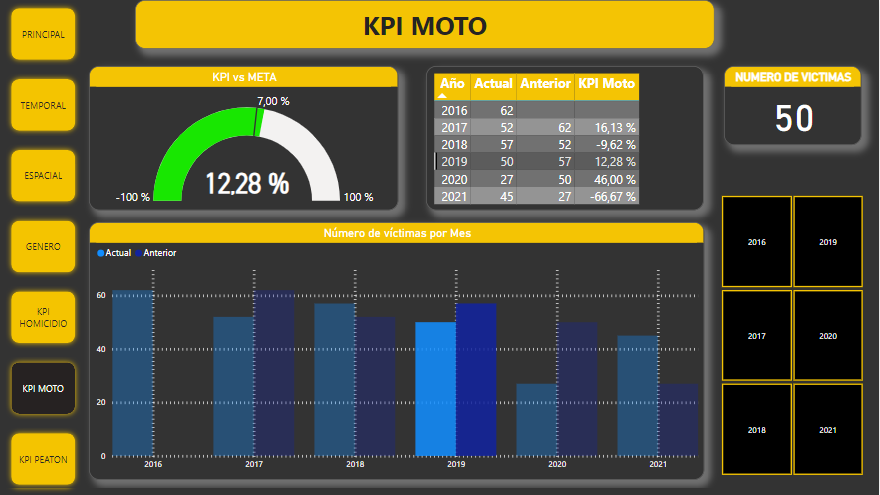 KPI MOTO
PRINCIPAL
TEMPORAL
ESPACIAL
GENERO
KPI
HOMICIDIO
KPI MOTO
KPI PEATON
KPI vs META
7,00 %
12,28 %
-100 %
100 %
Año Actual Anterior KPI Moto
2016 62
2017 52 62 16,13 %
2018 57 52 -9,62 %
2019 50 57 12,28 %
2020 27 50 46,00 %
2021 45 27 -66,67 %
NUMERO DE VICTIMAS
50
Número de víctimas por Mes
Actual Anterior
60
40
20
0
2016 2017 2018 2019 2020 2021
2016 2019
2017 2020
2018 2021